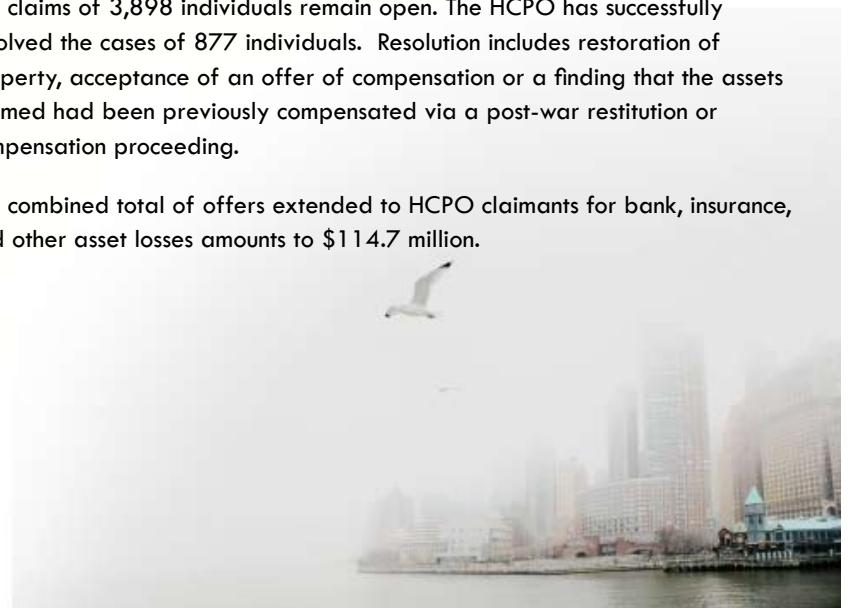 claims of 3,898 individuals remain open. The HCPO has successfully
olved the cases of 877 individuals. Resolution includes restoration of
perty, acceptance of an offer of compensation or a finding that the assets
med had been previously compensated via a post-war restitution or
pensation proceeding.
combined total of offers extended to HCPO claimants for bank, insurance,
other asset losses amounts to $114.7 million.